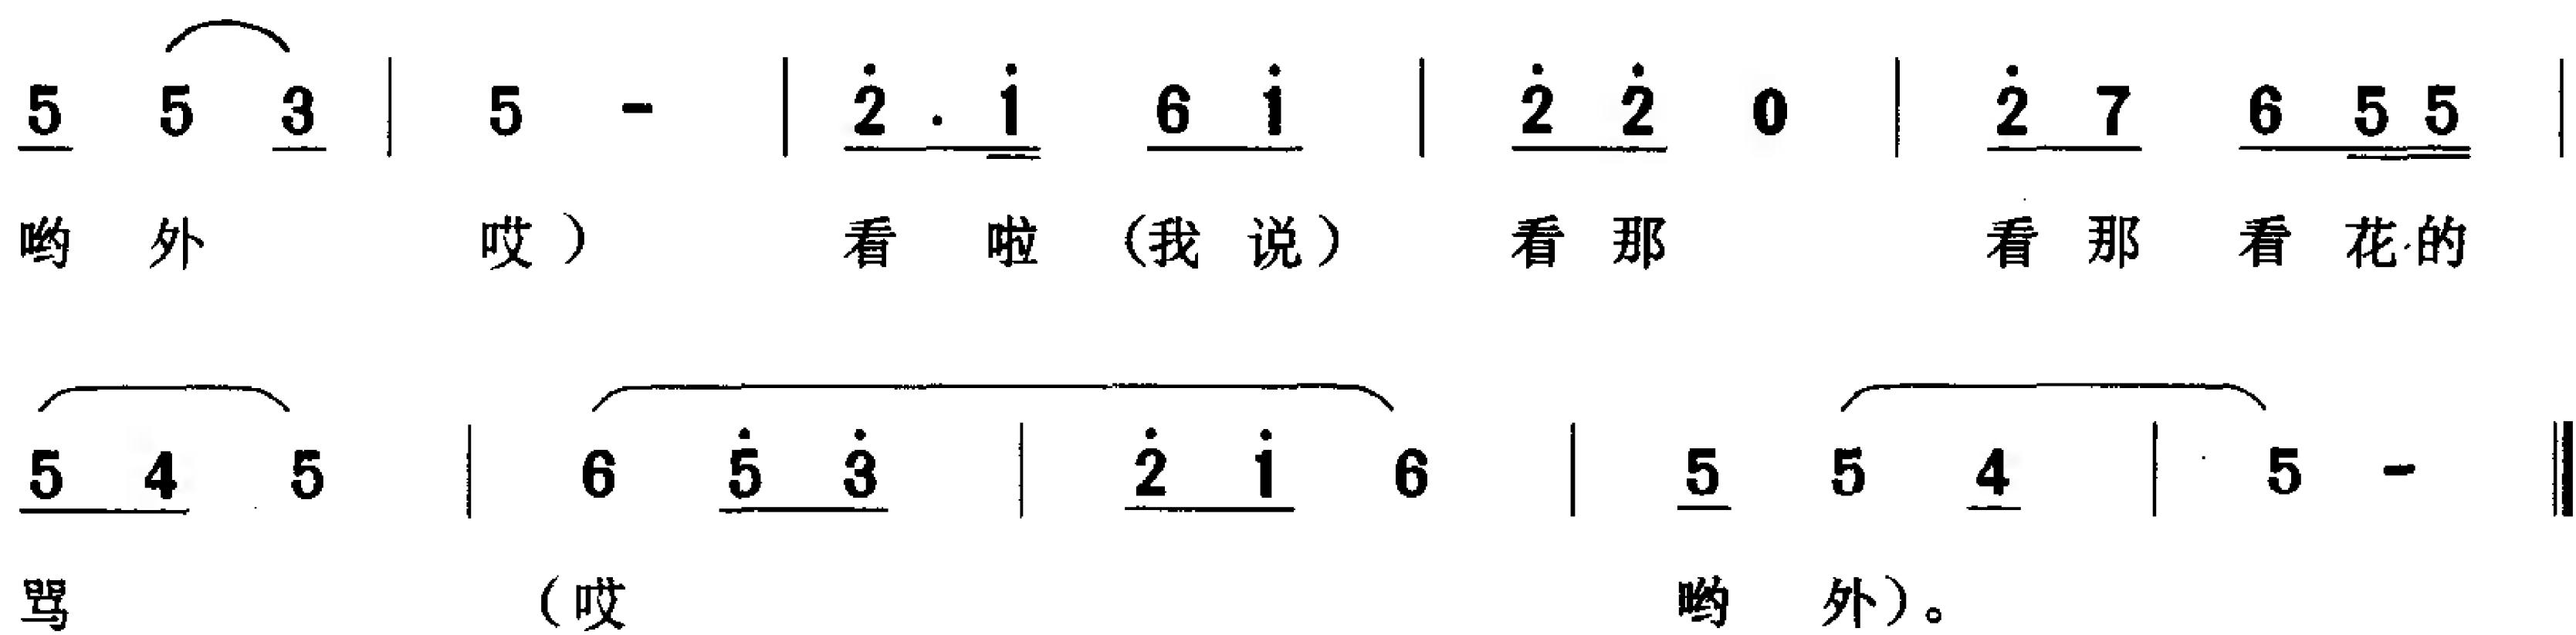 5 5 3 | 5 - | 2̇ . 1̇ 6 1̇ | 2̇ 2̇ 0 | 2̇ 7 6 5 5 |
哟 外 哎） 看 啦 （我 说） 看 那 看 那 看 花 的
5 4 5 | 6 5̇ 3̇ | 2̇ 1̇ 6 | 5 5 4 | 5 - ‖
骂 （哎 哟 外）。